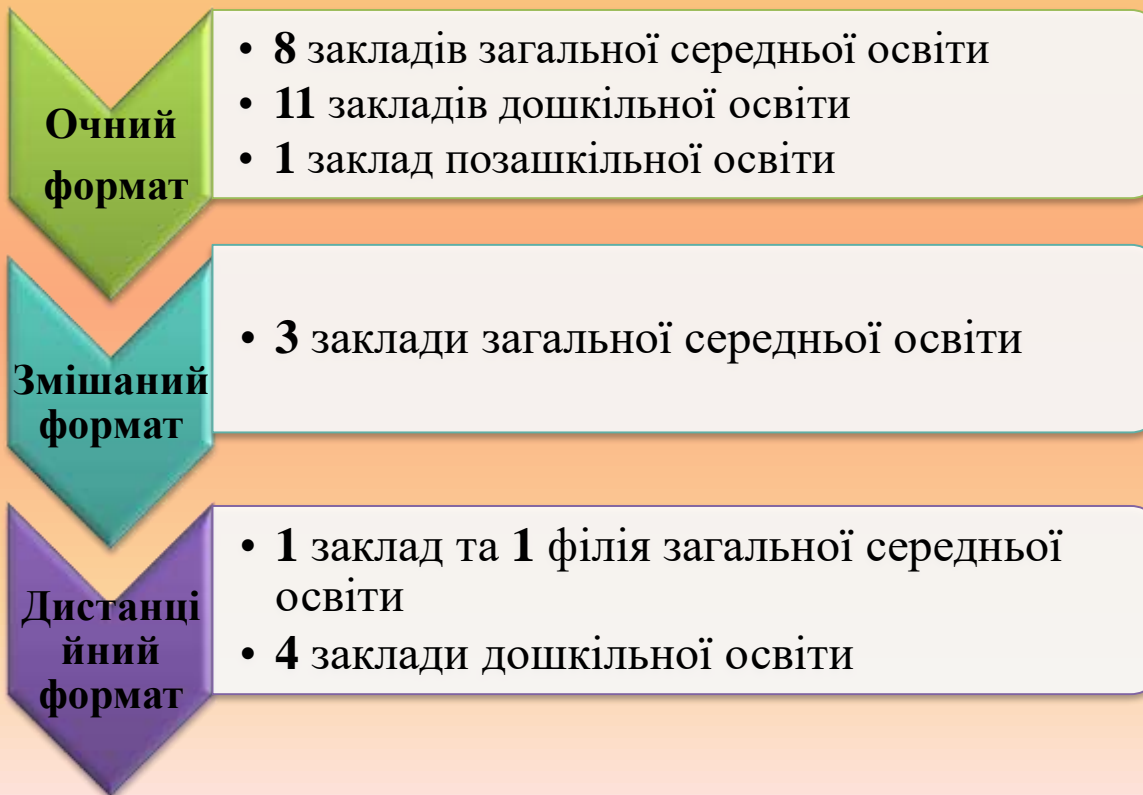 Очний
формат
• 8 закладів загальної середньої освіти
• 11 закладів дошкільної освіти
• 1 заклад позашкільної освіти
Змішаний
формат
• 3 заклади загальної середньої освіти
Дистанці
йний
формат
• 1 заклад та 1 філія загальної середньої
освіти
• 4 заклади дошкільної освіти